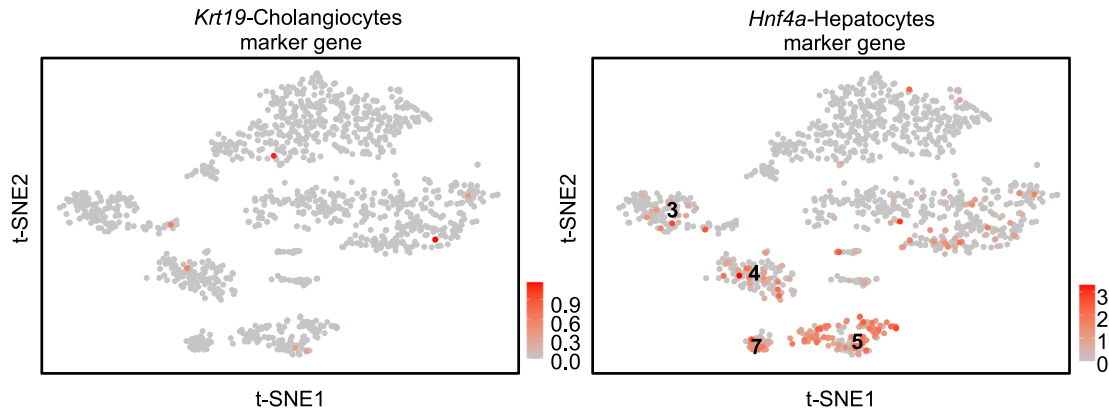 Krt19-Cholangiocytes
marker gene
t-SNE2
t-SNE1
0.9
0.6
0.3
0.0
Hnf4a-Hepatocytes
marker gene
t-SNE2
3
4
5
7
t-SNE1
3
2
1
0